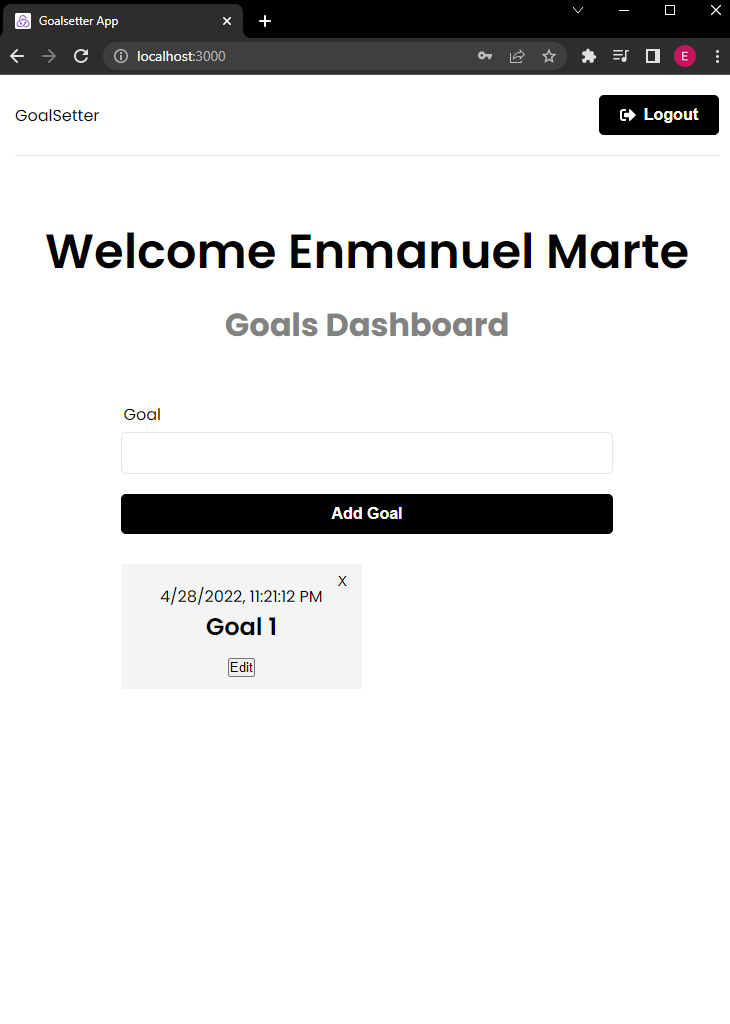 Goalsetter App
localhost:3000
E
GoalSetter
Logout
Welcome Enmanuel Marte
Goals Dashboard
Goal
Add Goal
X
4/28/2022, 11:21:12 PM
Goal 1
Edit